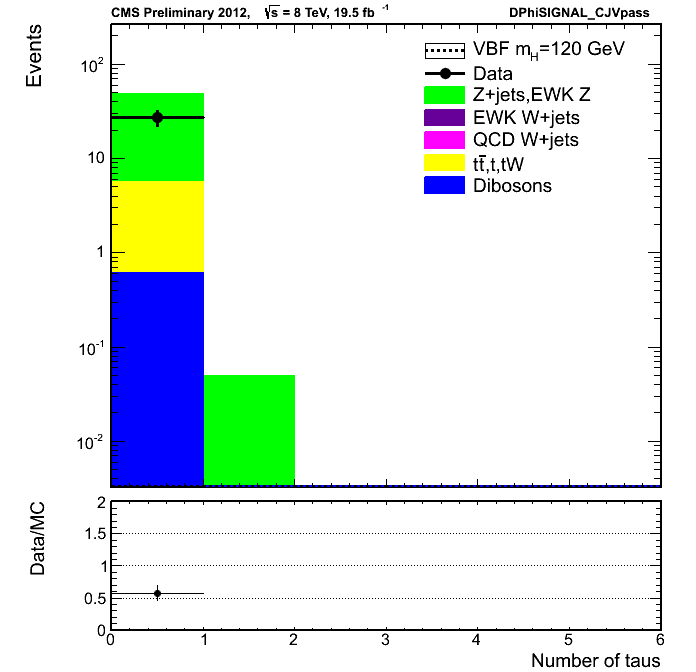 CMS Preliminary 2012, √s = 8 TeV, 19.5 fb⁻¹ DPhiSIGNAL_CJVpass
Events
10²
10
1
10⁻¹
10⁻²
VBF m_H=120 GeV
Data
Z+jets,EWK Z
EWK W+jets
QCD W+jets
tt̄,t,tW
Dibosons
Data/MC
2
1.5
1
0.5
0
0 1 2 3 4 5 6
Number of taus